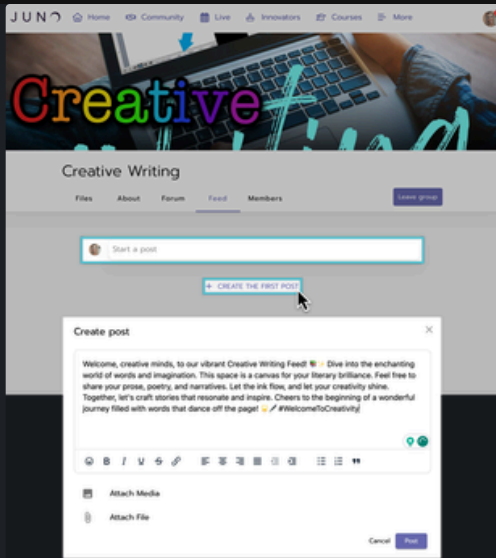 JUNO Home Community Live Innovators Courses More
Creative
writing
Creative Writing
Files About Forum Feed Members
Leave group
Start a post
+ CREATE THE FIRST POST
Create post
Welcome, creative minds, to our vibrant Creative Writing Feed! 📚✨ Dive into the enchanting
world of words and imagination. This space is a canvas for your literary brilliance. Feel free to
share your prose, poetry, and narratives. Let the ink flow, and let your creativity shine.
Together, let's craft stories that resonate and inspire. Cheers to the beginning of a wonderful
journey filled with words that dance off the page! 🌟🖋 #WelcomeToCreativity
B I U S
Attach Media
Attach File
Cancel Post